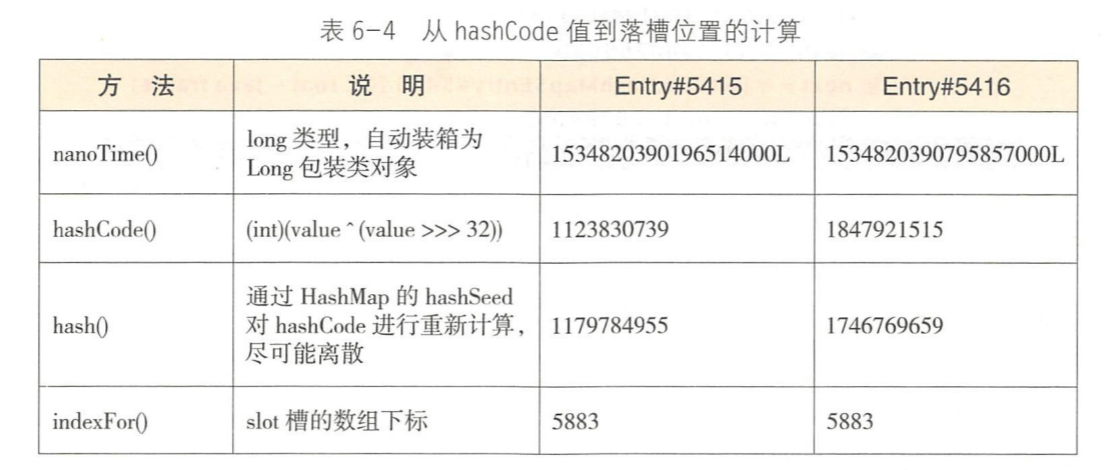 表 6-4 从 hashCode 值到落槽位置的计算
方 法 说 明 Entry#5415 Entry#5416
nanoTime() long 类型，自动装箱为 Long 包装类对象 1534820390196514000L 1534820390795857000L
hashCode() (int)(value ^ (value >>> 32)) 1123830739 1847921515
hash() 通过 HashMap 的 hashSeed 对 hashCode 进行重新计算，尽可能离散 1179784955 1746769659
indexFor() slot 槽的数组下标 5883 5883